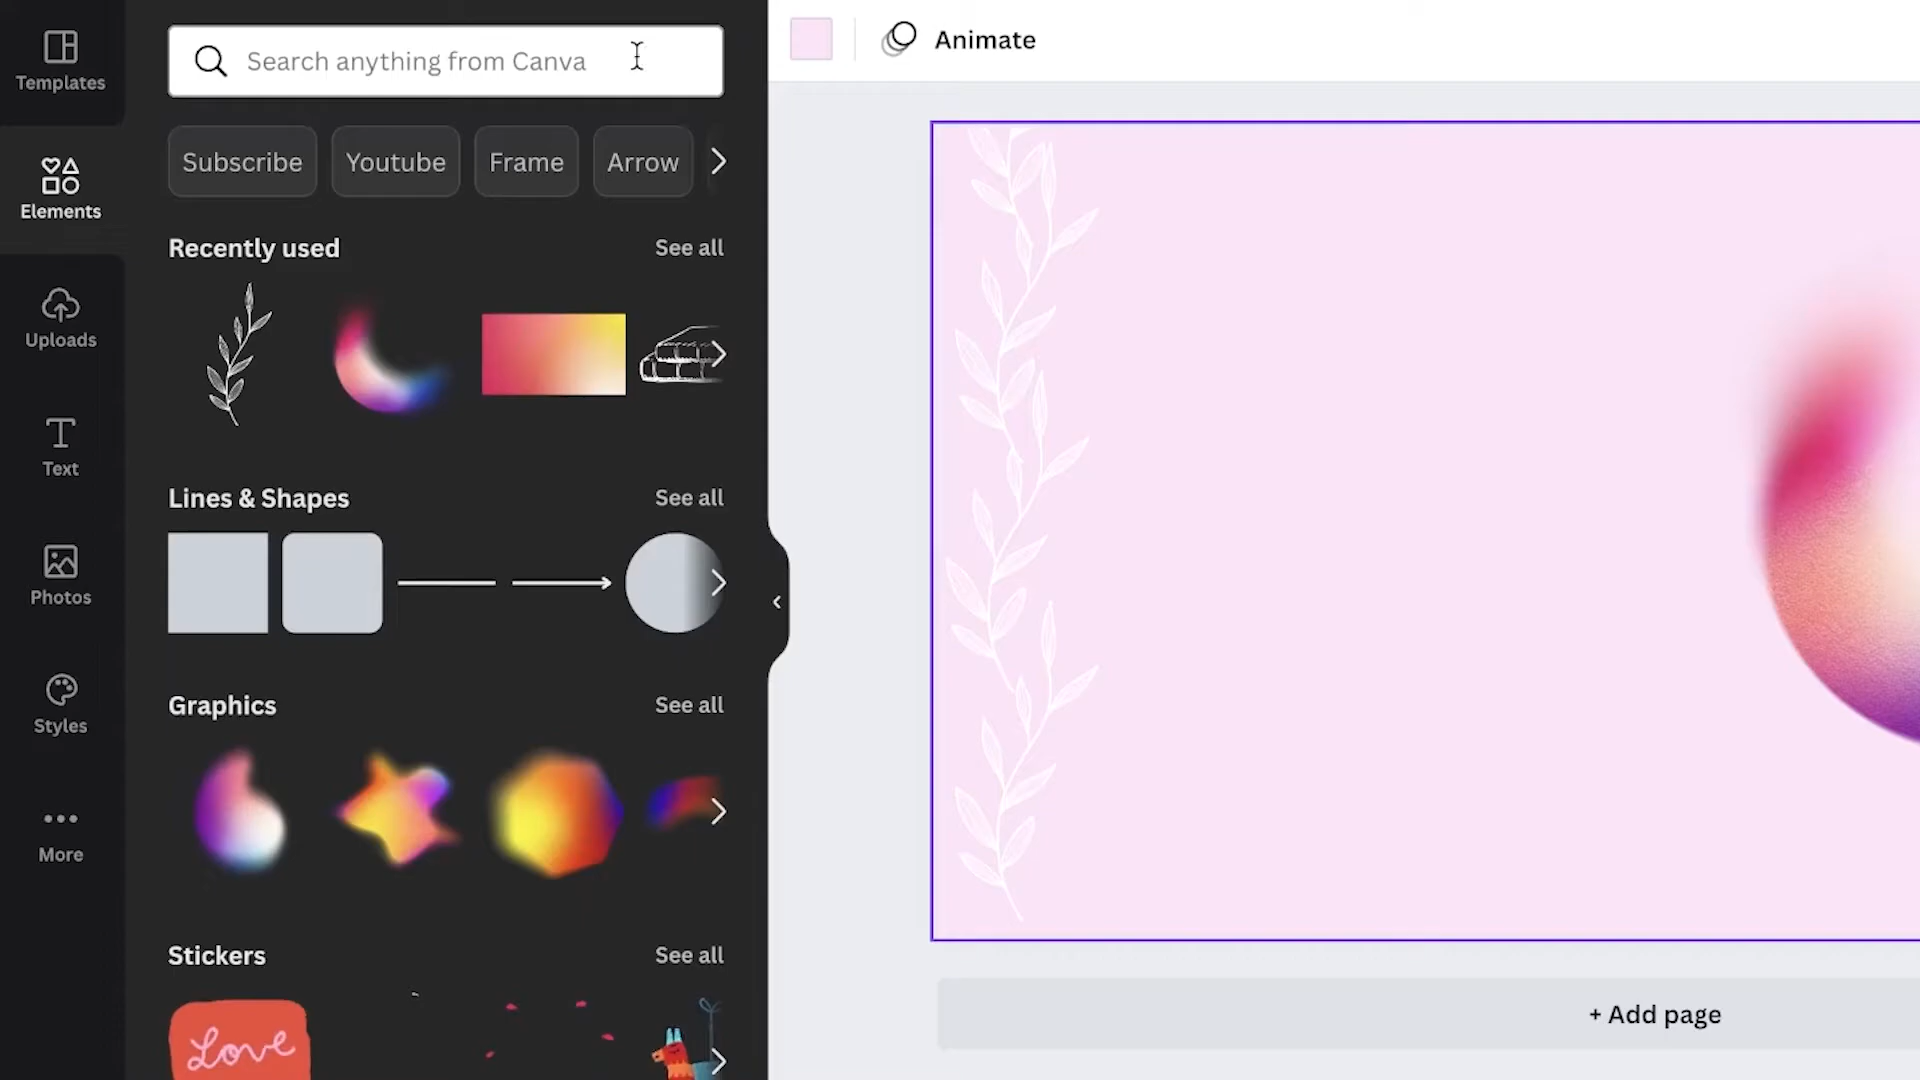 Templates
Elements
Uploads
Text
Photos
Styles
More
Search anything from Canva
Subscribe
Youtube
Frame
Arrow
Recently used
See all
Lines & Shapes
See all
Graphics
See all
Stickers
See all
Love
Animate
+ Add page